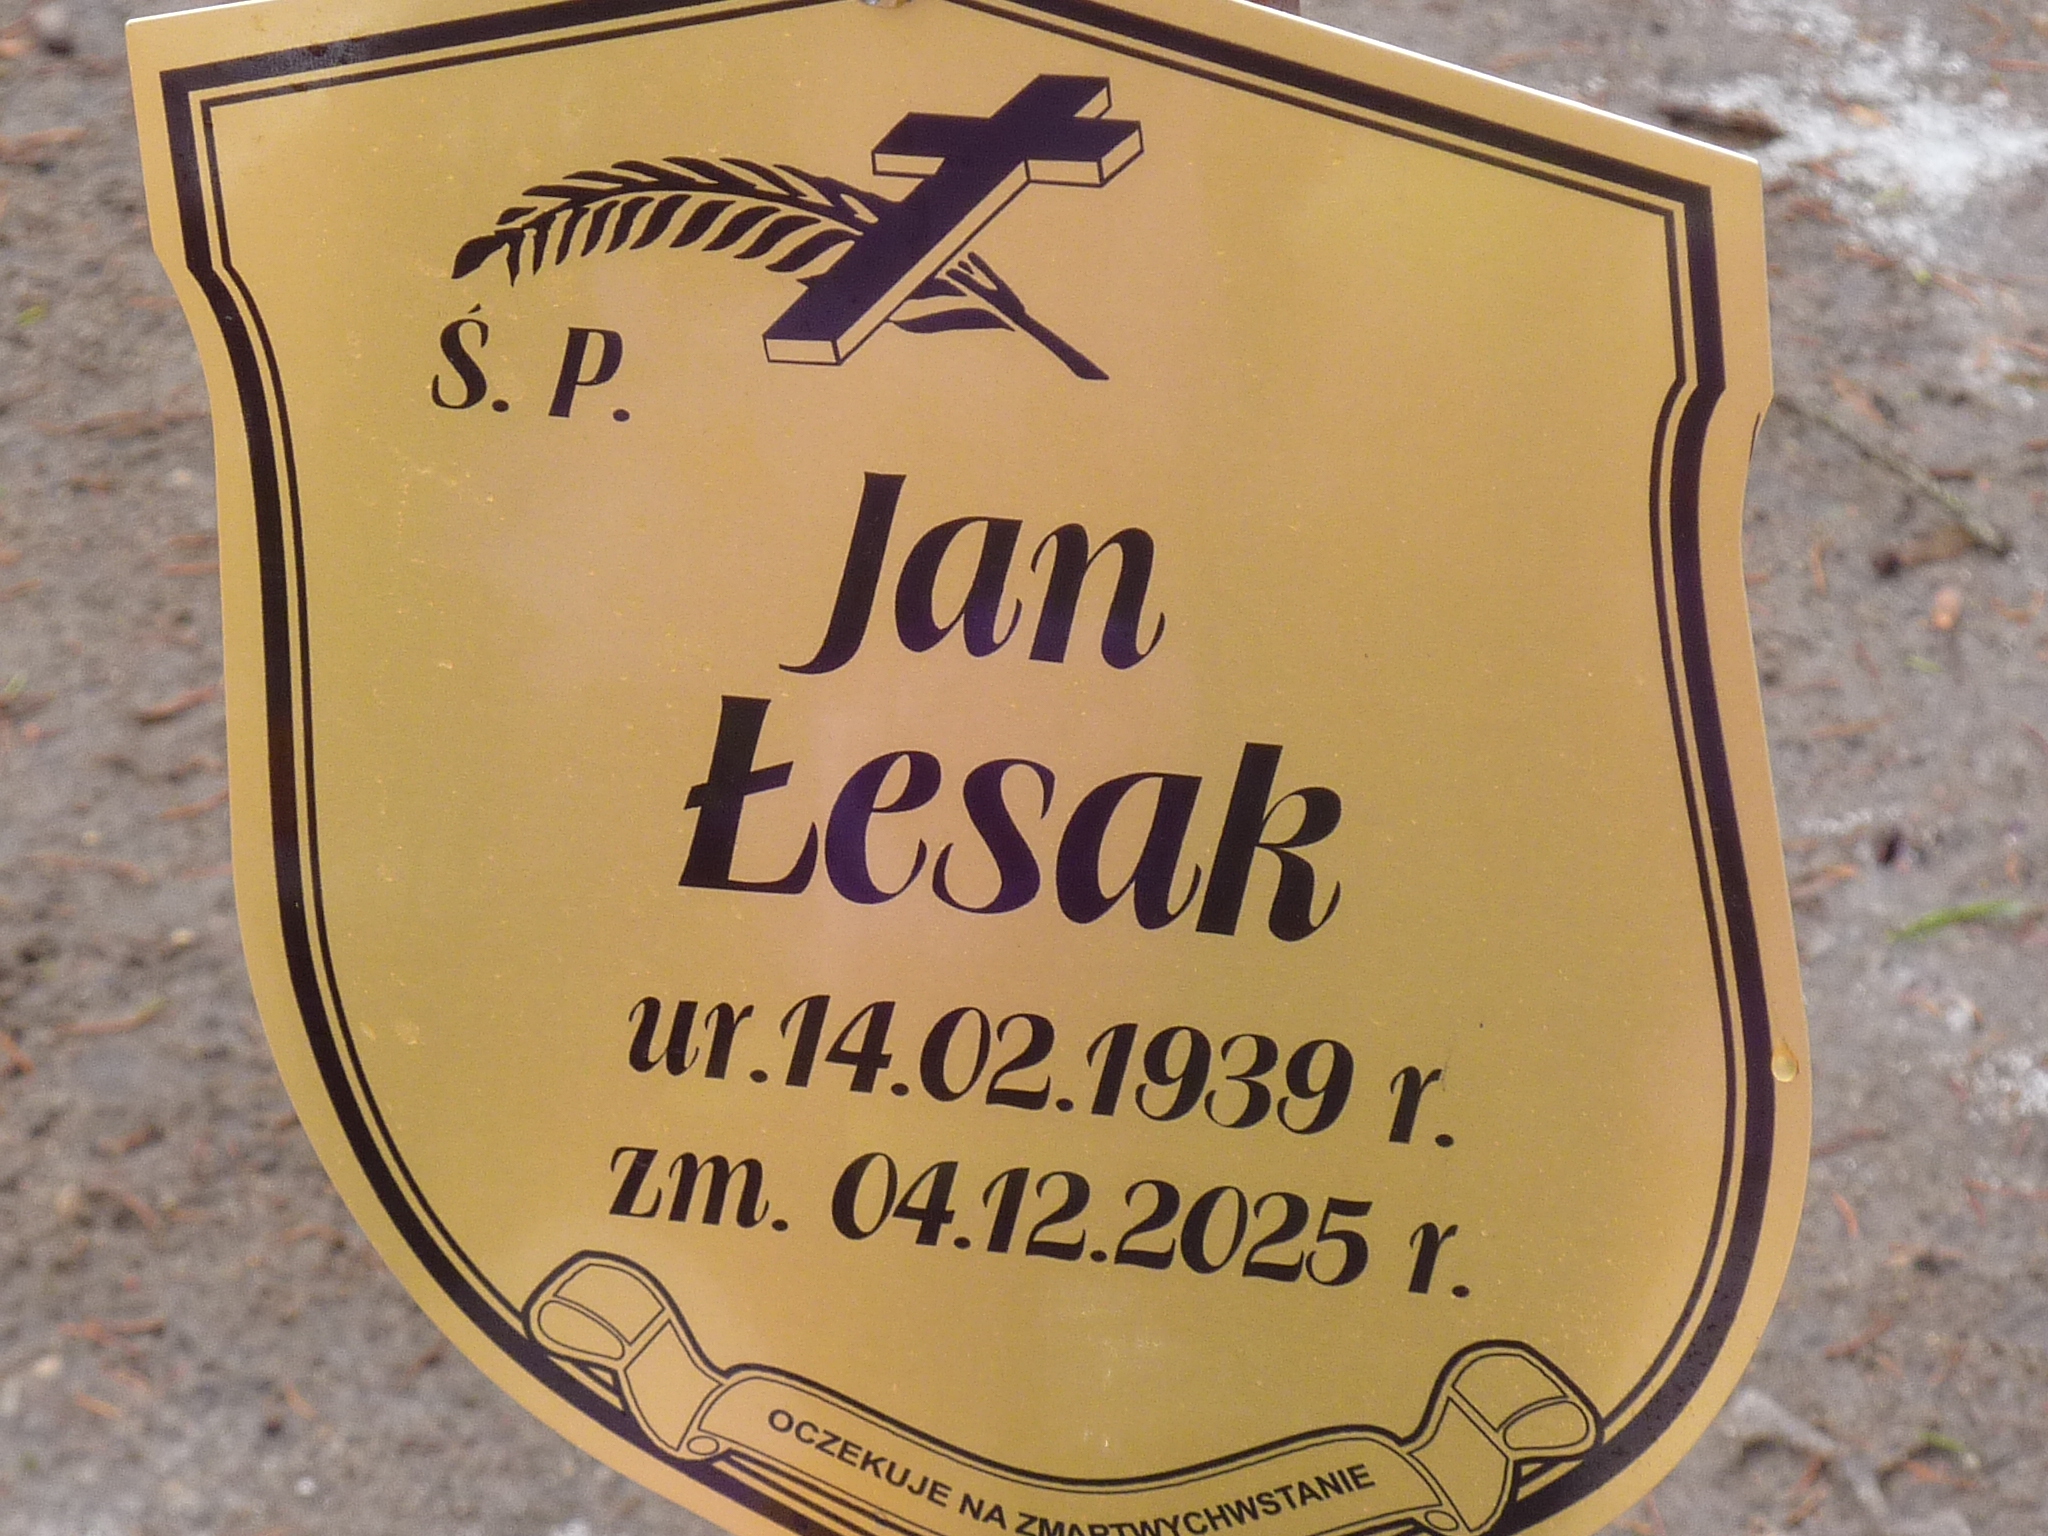 Ś. P.
Jan
Łesak
ur.14.02.1939 r.
zm. 04.12.2025 r.
OCZEKUJE NA ZMARTWYCHWSTANIE